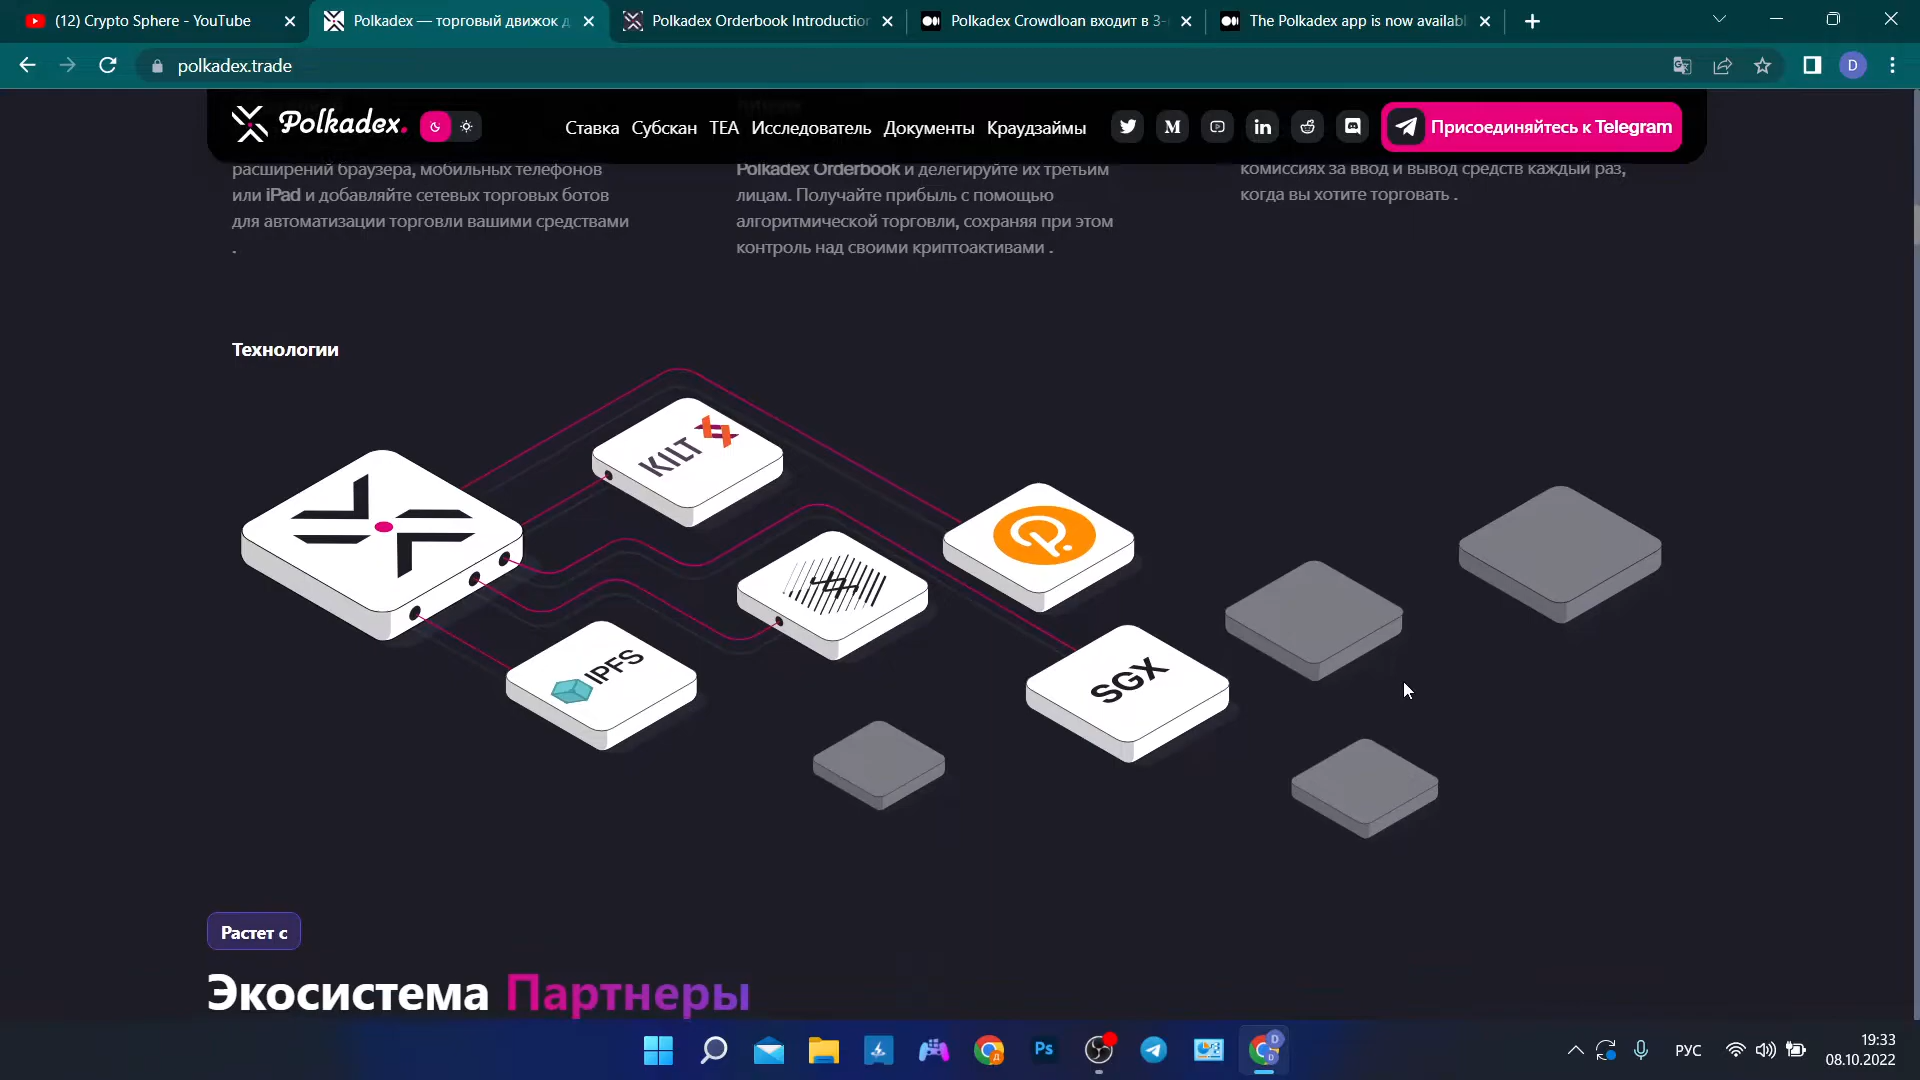 (12) Crypto Sphere - YouTube
Polkadex — торговый движок д
Polkadex Orderbook Introduction
Polkadex Crowdloan входит в 3-
The Polkadex app is now availabl
polkadex.trade
D
Polkadex.
Ставка Субскан ТЕА Исследователь Документы Краудзаймы
M
in
Присоединяйтесь к Telegram
расширений браузера, мобильных телефонов
или iPad и добавляйте сетевых торговых ботов
для автоматизации торговли вашими средствами
.
Polkadex Orderbook и делегируйте их третьим
лицам. Получайте прибыль с помощью
алгоритмической торговли, сохраняя при этом
контроль над своими криптоактивами .
комиссиях за ввод и вывод средств каждый раз,
когда вы хотите торговать .
Технологии
KILT
IPFS
SGX
Растет с
Экосистема Партнеры
Ps
D
D
РУС
19:33
08.10.2022